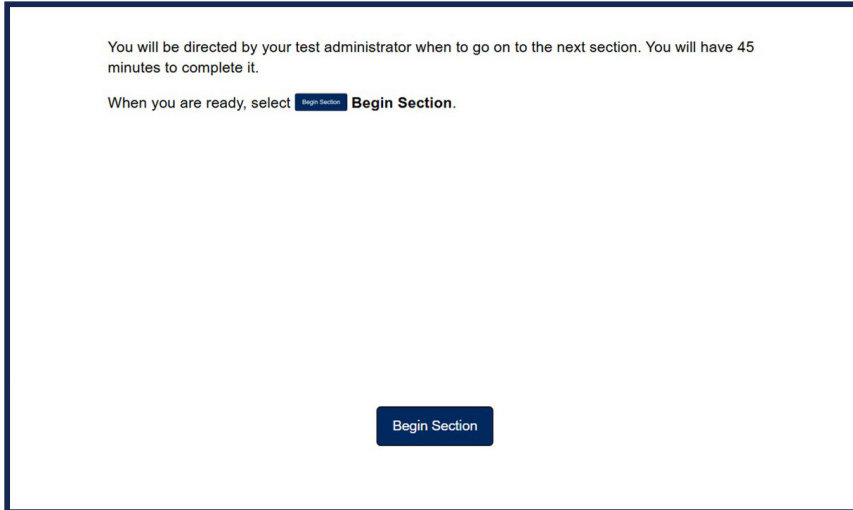 You will be directed by your test administrator when to go on to the next section. You will have 45
minutes to complete it.
When you are ready, select Begin Section Begin Section.
Begin Section